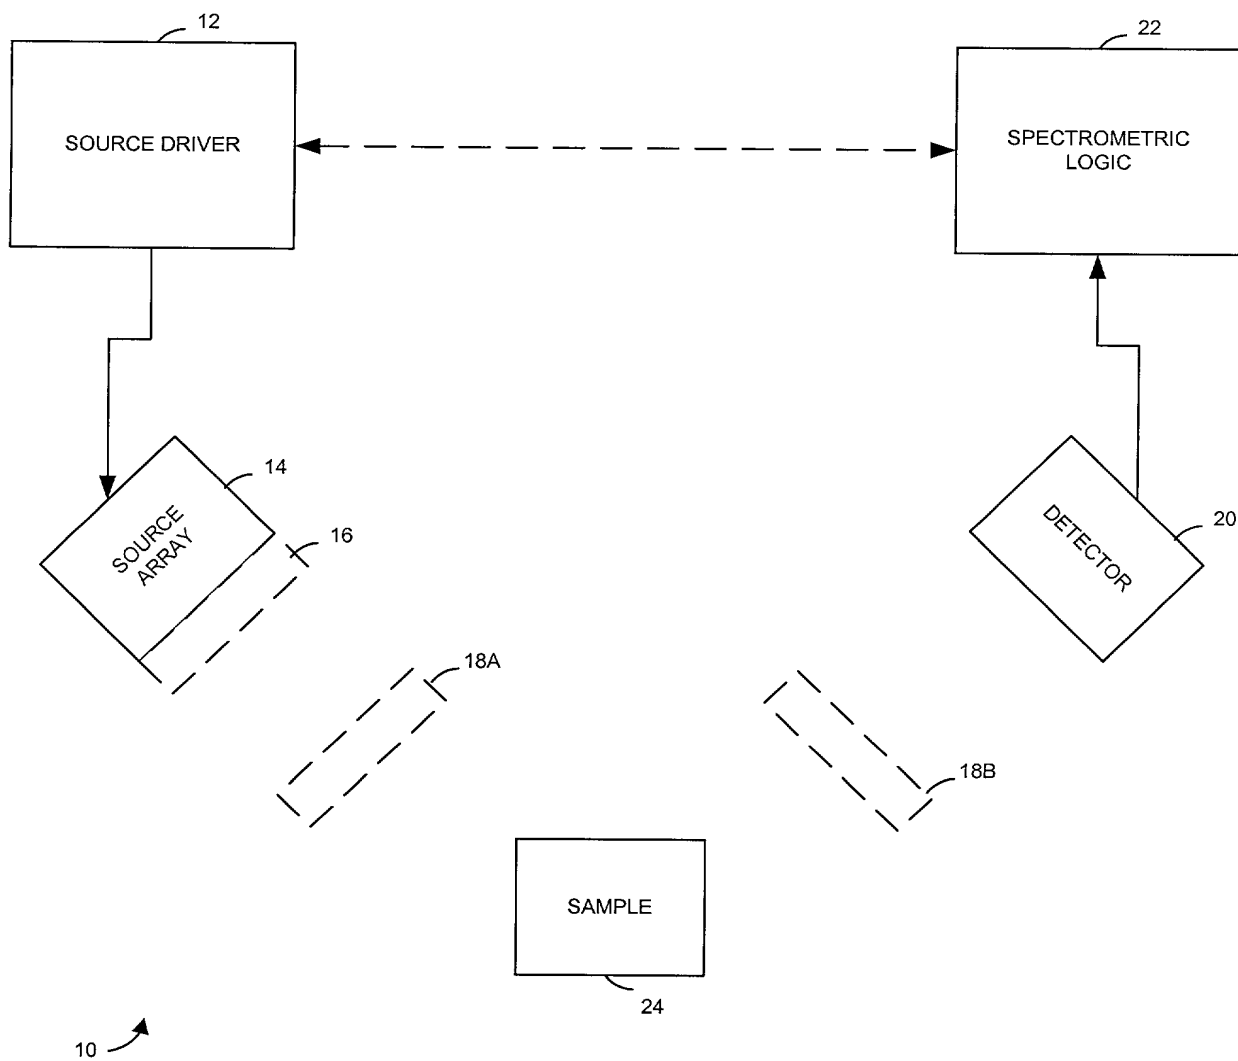 12
22
SOURCE DRIVER
SPECTROMETRIC
LOGIC
14
SOURCE
ARRAY
16
DETECTOR
20
18A
18B
SAMPLE
24
10